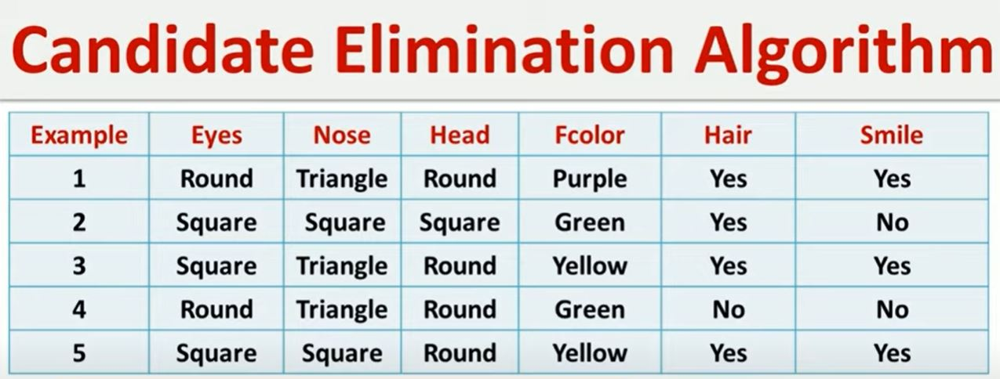 Candidate Elimination Algorithm
Example Eyes Nose Head Fcolor Hair Smile
1 Round Triangle Round Purple Yes Yes
2 Square Square Square Green Yes No
3 Square Triangle Round Yellow Yes Yes
4 Round Triangle Round Green No No
5 Square Square Round Yellow Yes Yes